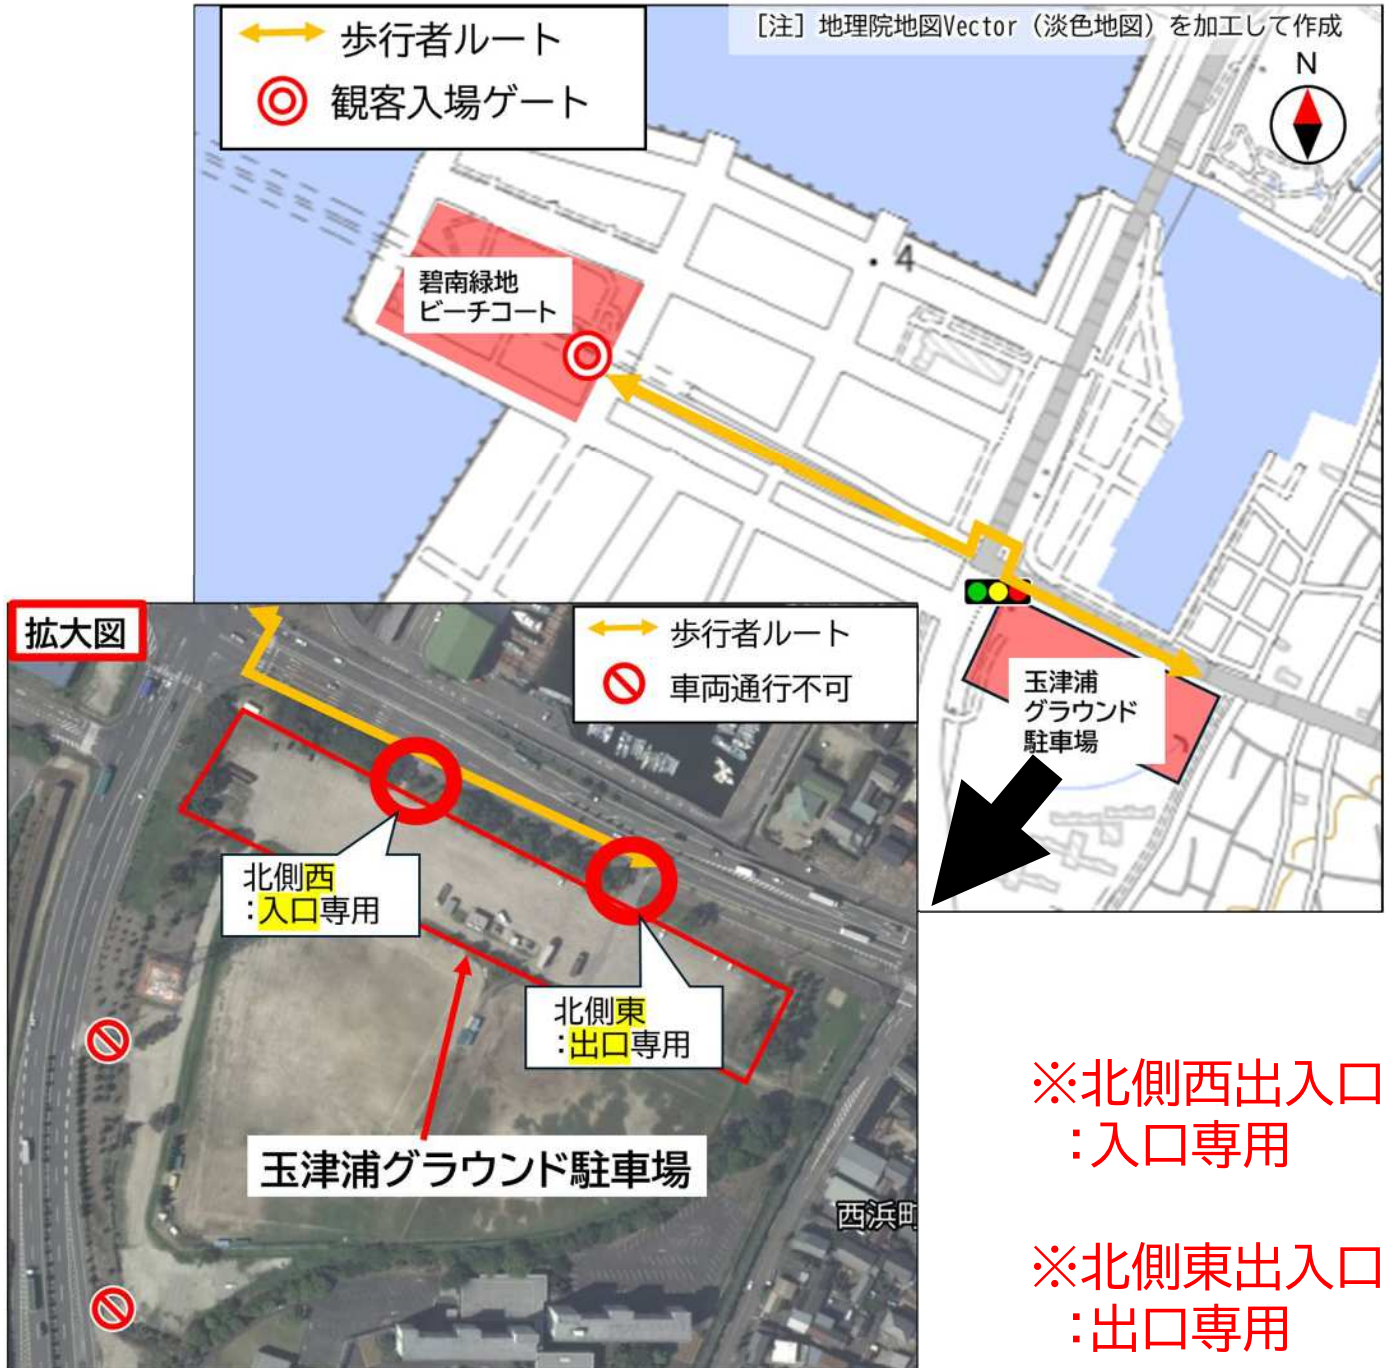 歩行者ルート
観客入場ゲート
［注］地理院地図Vector（淡色地図）を加工して作成
N
・4
碧南緑地
ビーチコート
玉津浦
グラウンド
駐車場
拡大図
歩行者ルート
車両通行不可
北側西
：入口専用
北側東
：出口専用
玉津浦グラウンド駐車場
西浜町
※北側西出入口
：入口専用
※北側東出入口
：出口専用